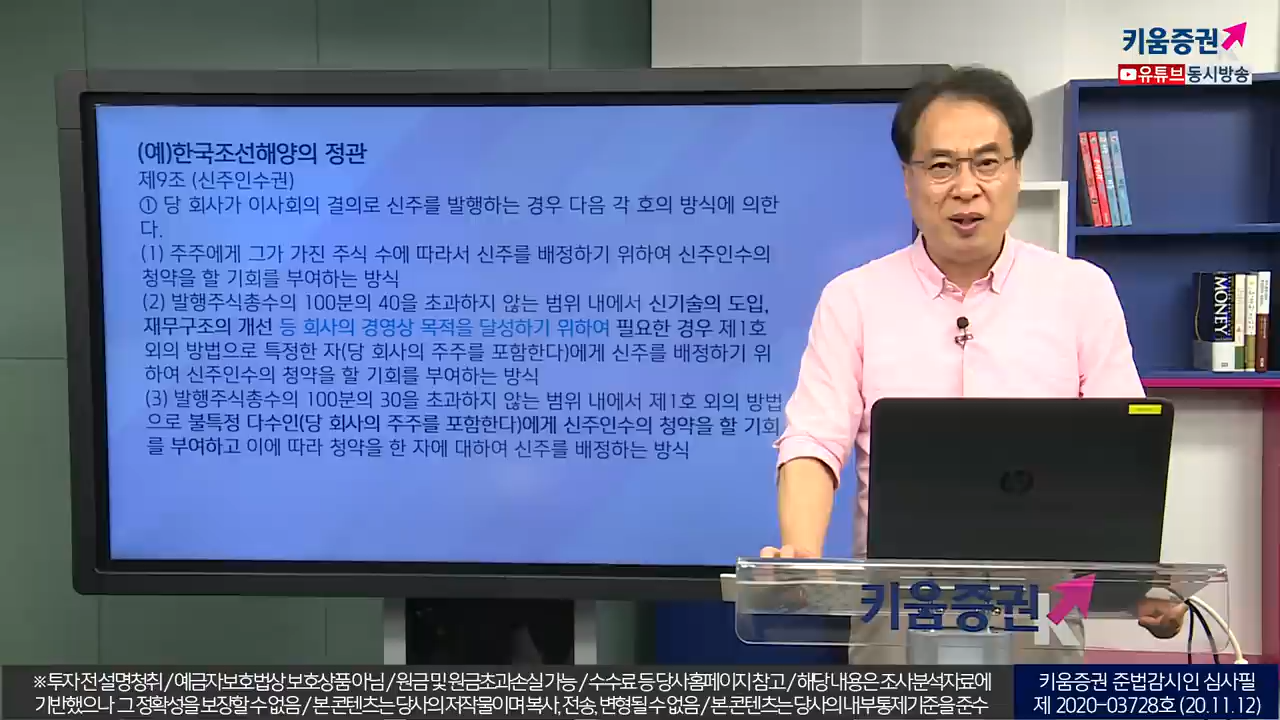 키움증권
유튜브 동시방송
(예)한국조선해양의 정관
제9조 (신주인수권)
① 당 회사가 이사회의 결의로 신주를 발행하는 경우 다음 각 호의 방식에 의한
다.
(1) 주주에게 그가 가진 주식 수에 따라서 신주를 배정하기 위하여 신주인수의
청약을 할 기회를 부여하는 방식
(2) 발행주식총수의 100분의 40을 초과하지 않는 범위 내에서 신기술의 도입,
재무구조의 개선 등 회사의 경영상 목적을 달성하기 위하여 필요한 경우 제1호
외의 방법으로 특정한 자(당 회사의 주주를 포함한다)에게 신주를 배정하기 위
하여 신주인수의 청약을 할 기회를 부여하는 방식
(3) 발행주식총수의 100분의 30을 초과하지 않는 범위 내에서 제1호 외의 방법
으로 불특정 다수인(당 회사의 주주를 포함한다)에게 신주인수의 청약을 할 기회
를 부여하고 이에 따라 청약을 한 자에 대하여 신주를 배정하는 방식
MONEY
hp
키움증권
※ 투자 전 설명청취 / 예금자보호법상 보호상품 아님 / 원금 및 원금초과손실 가능 / 수수료 등 당사홈페이지 참고 / 해당 내용은 조사분석자료에
기반했으나 그 정확성을 보장할 수 없음 / 본 콘텐츠는 당사의 저작물이며 복사, 전송, 변형될 수 없음 / 본 콘텐츠는 당사의 내부통제기준을 준수
키움증권 준법감시인 심사필
제 2020-03728호 (20.11.12)